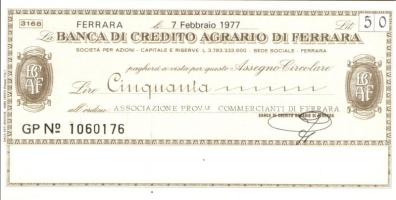 3168 FERRARA li 7 Febbraio 1977 Lit. 50
La BANCA DI CREDITO AGRARIO DI FERRARA
SOCIETÀ PER AZIONI - CAPITALE E RISERVE L. 3.783.333.600 - SEDE SOCIALE - FERRARA
pagherà a vista per questo Assegno Circolare
Lire Cinquanta
all'ordine ASSOCIAZIONE PROV.LE COMMERCIANTI DI FERRARA
BANCA DI CREDITO AGRARIO DI FERRARA
GP Nº 1060176